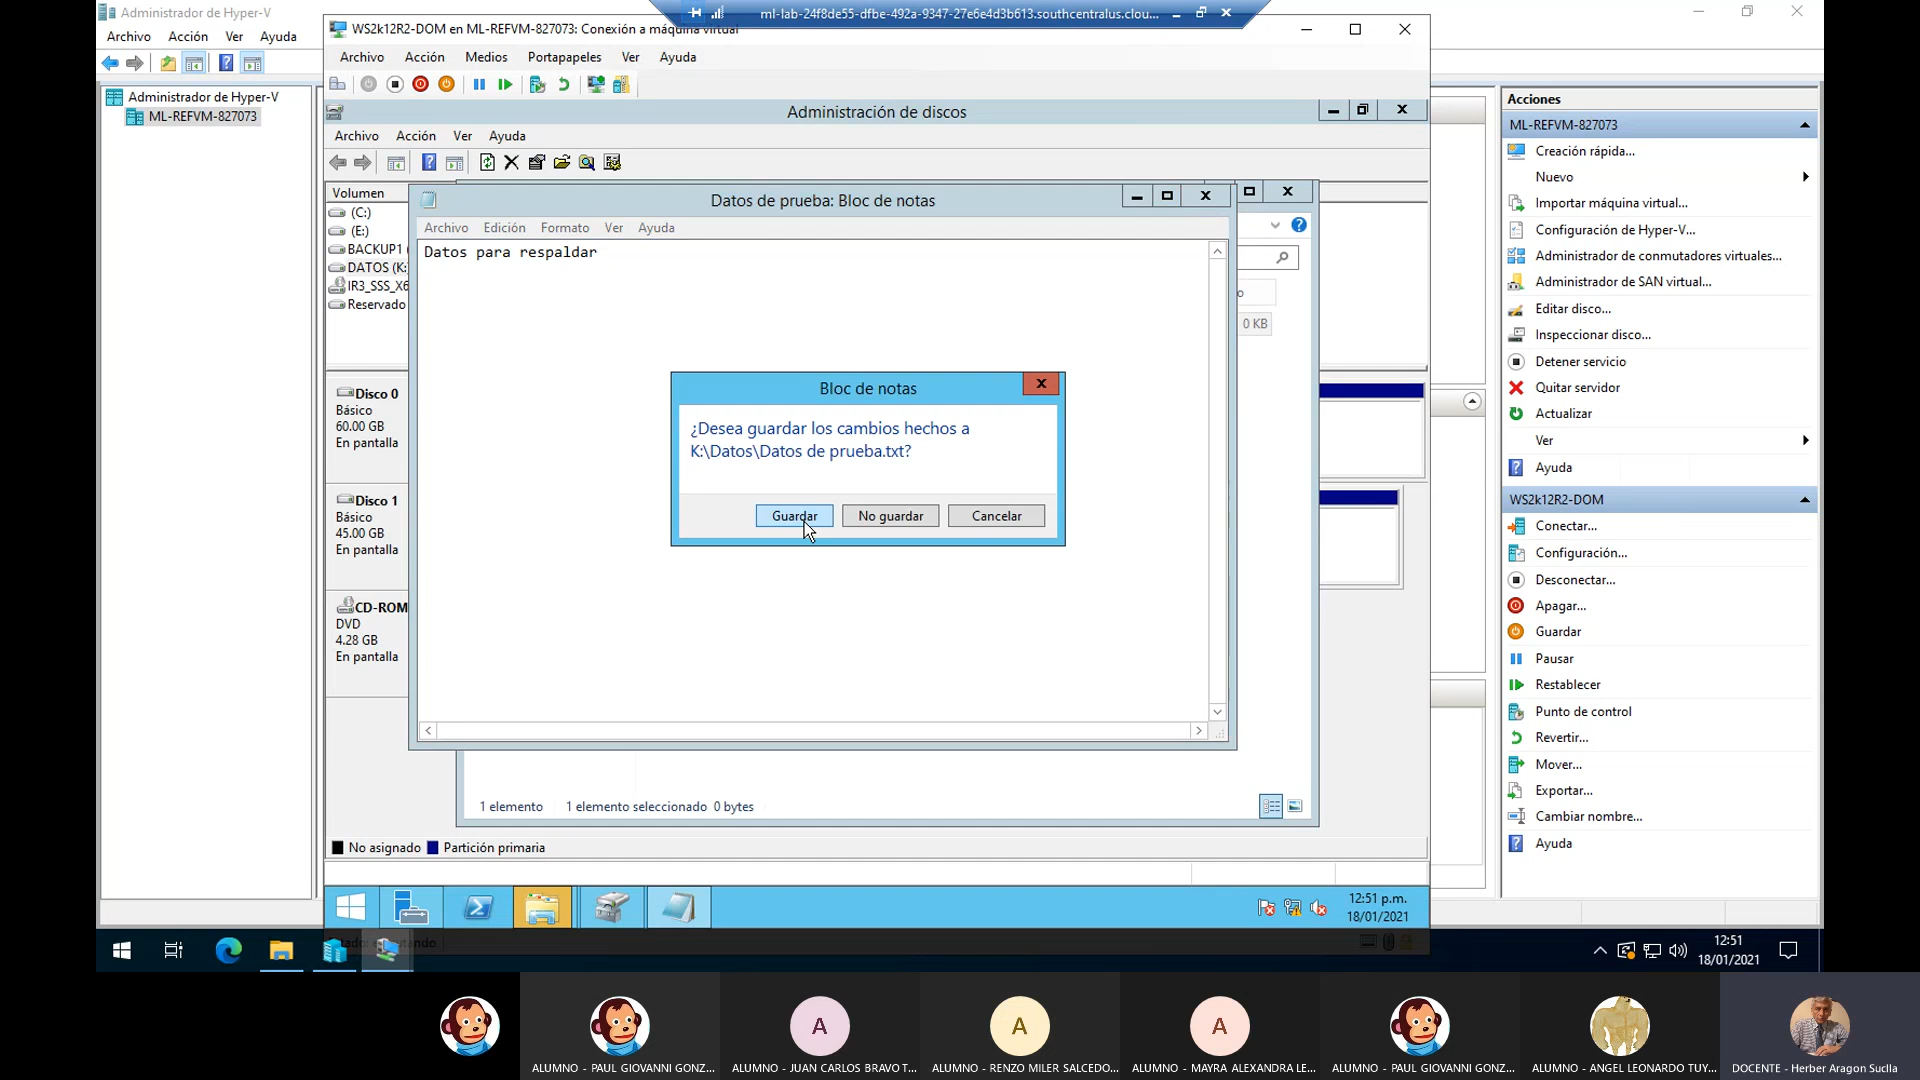 Administrador de Hyper-V
Archivo Acción Ver Ayuda
Administrador de Hyper-V
ML-REFVM-827073
ml-lab-24f8de55-dfbe-492a-9347-27e6e4d3b613.southcentralus.clou...
WS2k12R2-DOM en ML-REFVM-827073: Conexión a máquina virtual
Archivo Acción Medios Portapapeles Ver Ayuda
Administración de discos
Archivo Acción Ver Ayuda
Volumen
(C:)
(E:)
BACKUP1 (
DATOS (K:
IR3_SSS_X6
Reservado
Disco 0
Básico
60.00 GB
En pantalla
Disco 1
Básico
45.00 GB
En pantalla
CD-ROM
DVD
4.28 GB
En pantalla
No asignado Partición primaria
0 KB
1 elemento 1 elemento seleccionado 0 bytes
Datos de prueba: Bloc de notas
Archivo Edición Formato Ver Ayuda
Datos para respaldar
Bloc de notas
¿Desea guardar los cambios hechos a
K:\Datos\Datos de prueba.txt?
Guardar No guardar Cancelar
12:51 p.m.
18/01/2021
Acciones
ML-REFVM-827073
Creación rápida...
Nuevo
Importar máquina virtual...
Configuración de Hyper-V...
Administrador de conmutadores virtuales...
Administrador de SAN virtual...
Editar disco...
Inspeccionar disco...
Detener servicio
Quitar servidor
Actualizar
Ver
Ayuda
WS2k12R2-DOM
Conectar...
Configuración...
Desconectar...
Apagar...
Guardar
Pausar
Restablecer
Punto de control
Revertir...
Mover...
Exportar...
Cambiar nombre...
Ayuda
12:51
18/01/2021
A A A
ALUMNO - PAUL GIOVANNI GONZ...
ALUMNO - JUAN CARLOS BRAVO T...
ALUMNO - RENZO MILER SALCEDO...
ALUMNO - MAYRA ALEXANDRA LE...
ALUMNO - PAUL GIOVANNI GONZ...
ALUMNO - ANGEL LEONARDO TUY...
DOCENTE - Herber Aragon Suclla